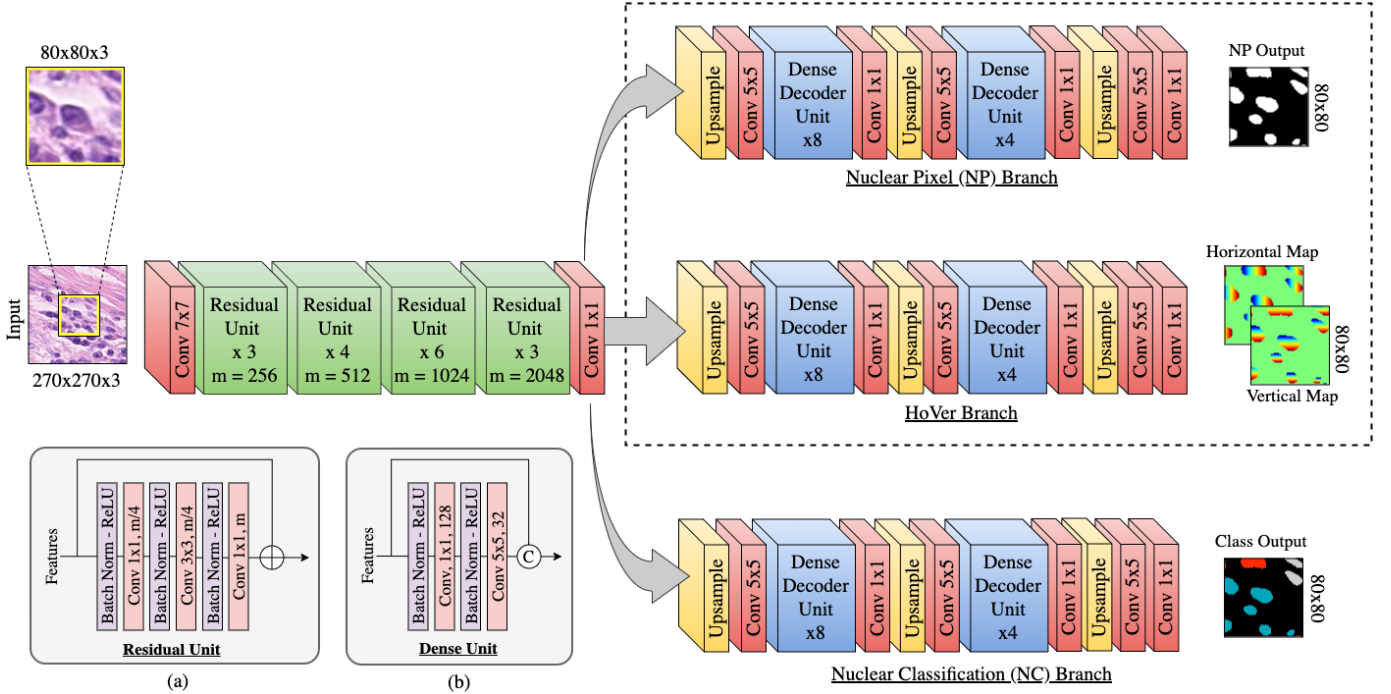 80x80x3
Input
270x270x3
Conv 7x7
Residual
Unit
x 3
m = 256
Residual
Unit
x 4
m = 512
Residual
Unit
x 6
m = 1024
Residual
Unit
x 3
m = 2048
Conv 1x1
Upsample
Conv 5x5
Dense
Decoder
Unit
x8
Conv 1x1
Upsample
Conv 5x5
Dense
Decoder
Unit
x4
Conv 1x1
Upsample
Conv 5x5
Conv 1x1
Nuclear Pixel (NP) Branch
NP Output
80x80
Upsample
Conv 5x5
Dense
Decoder
Unit
x8
Conv 1x1
Upsample
Conv 5x5
Dense
Decoder
Unit
x4
Conv 1x1
Upsample
Conv 5x5
Conv 1x1
HoVer Branch
Horizontal Map
80x80
Vertical Map
Upsample
Conv 5x5
Dense
Decoder
Unit
x8
Conv 1x1
Upsample
Conv 5x5
Dense
Decoder
Unit
x4
Conv 1x1
Upsample
Conv 5x5
Conv 1x1
Nuclear Classification (NC) Branch
Class Output
80x80
Features
Batch Norm - ReLU
Conv 1x1, m/4
Batch Norm - ReLU
Conv 3x3, m/4
Batch Norm - ReLU
Conv 1x1, m
Residual Unit
(a)
Features
Batch Norm - ReLU
Conv, 1x1, 128
Batch Norm - ReLU
Conv 5x5, 32
C
Dense Unit
(b)